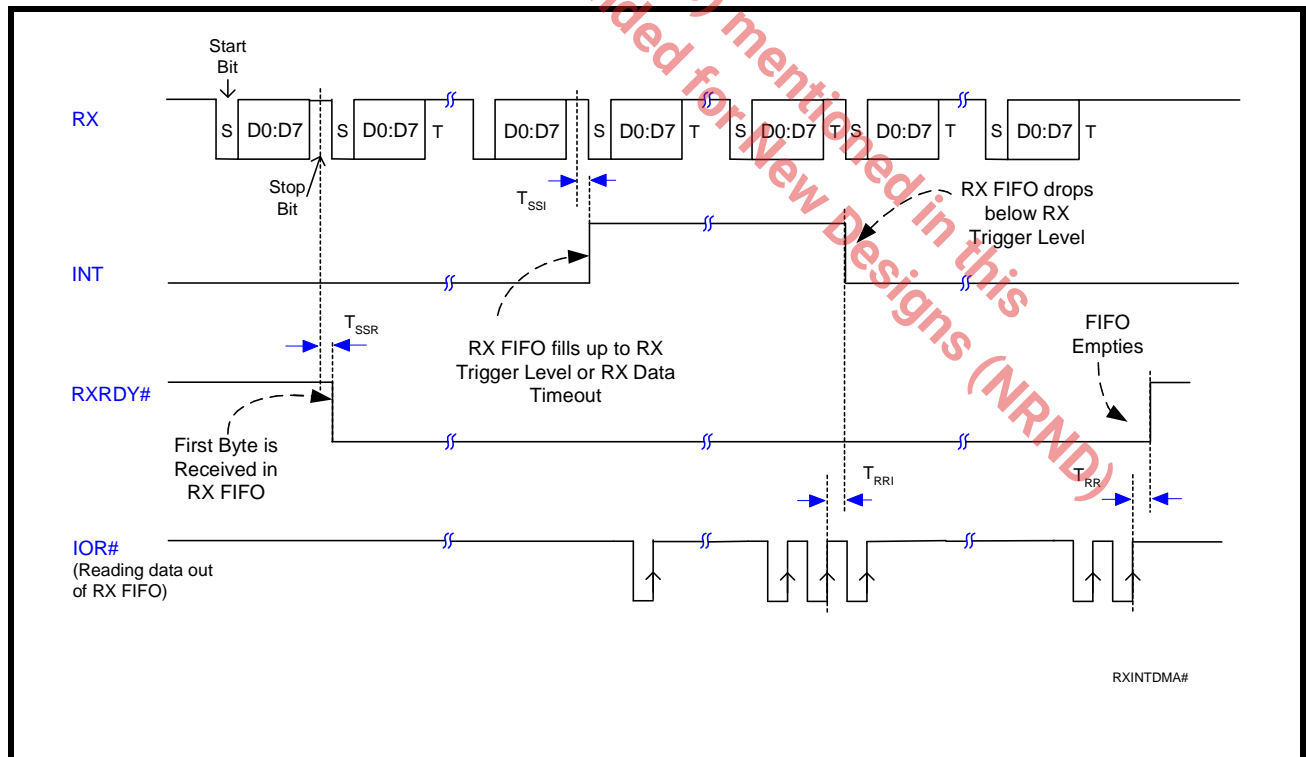 mentioned in this
for New Designs (NRND)
Start
Bit
RX
S D0:D7 S D0:D7 T D0:D7 S D0:D7 T S D0:D7 T S D0:D7 T S D0:D7 T
Stop
Bit
TSSI
RX FIFO drops
below RX
Trigger Level
INT
TSSR
RX FIFO fills up to RX
Trigger Level or RX Data
Timeout
FIFO
Empties
RXRDY#
First Byte is
Received in
RX FIFO
TRRI
TRR
IOR#
(Reading data out
of RX FIFO)
RXINTDMA#